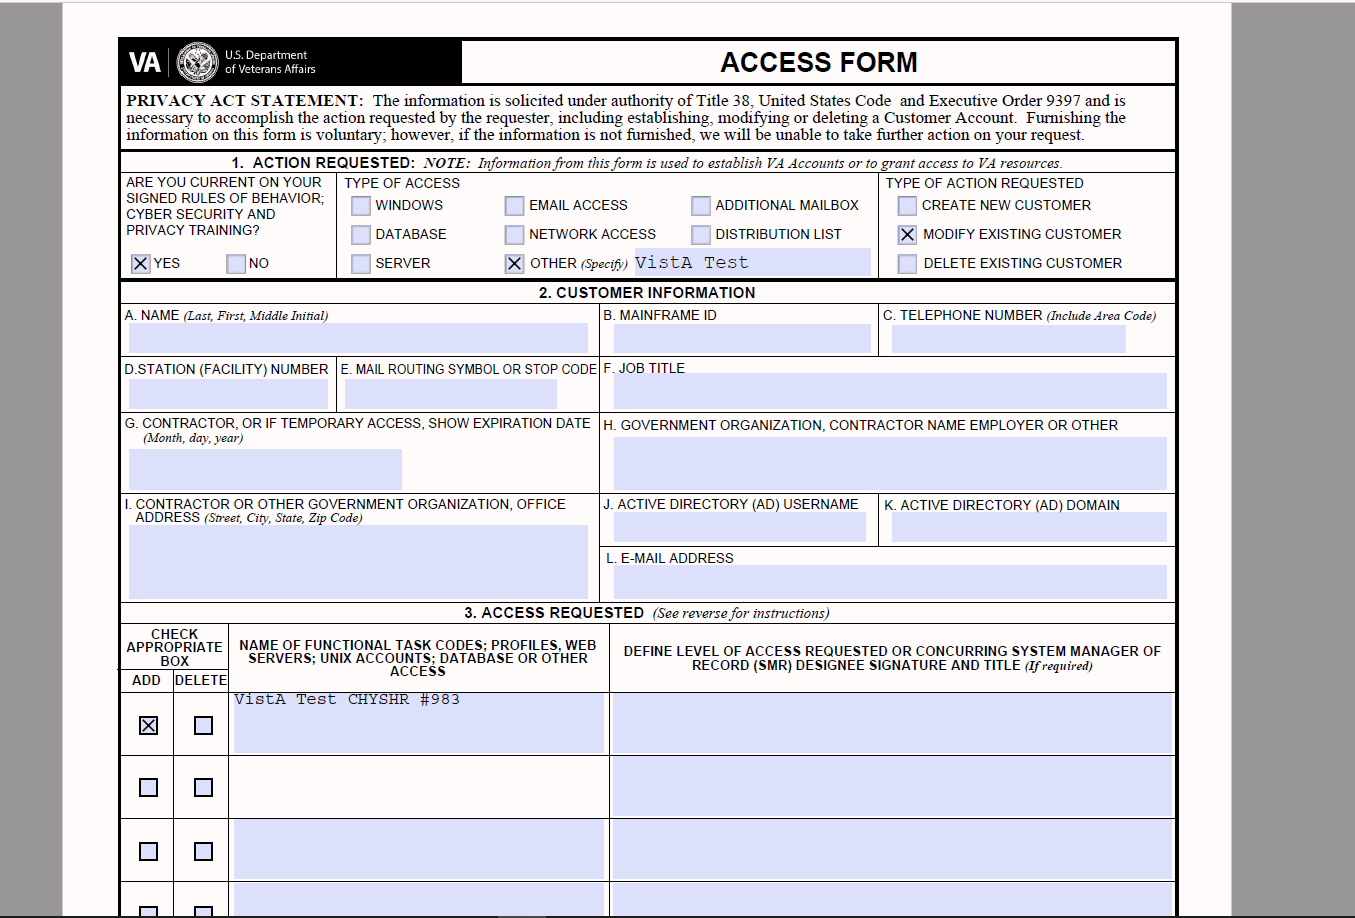 VA
U.S. Department
of Veterans Affairs
ACCESS FORM
PRIVACY ACT STATEMENT: The information is solicited under authority of Title 38, United States Code and Executive Order 9397 and is
necessary to accomplish the action requested by the requester, including establishing, modifying or deleting a Customer Account. Furnishing the
information on this form is voluntary; however, if the information is not furnished, we will be unable to take further action on your request.
1. ACTION REQUESTED: NOTE: Information from this form is used to establish VA Accounts or to grant access to VA resources.
ARE YOU CURRENT ON YOUR
SIGNED RULES OF BEHAVIOR;
CYBER SECURITY AND
PRIVACY TRAINING?
YES NO
TYPE OF ACCESS
WINDOWS EMAIL ACCESS ADDITIONAL MAILBOX
DATABASE NETWORK ACCESS DISTRIBUTION LIST
SERVER OTHER (Specify) VistA Test
TYPE OF ACTION REQUESTED
CREATE NEW CUSTOMER
MODIFY EXISTING CUSTOMER
DELETE EXISTING CUSTOMER
2. CUSTOMER INFORMATION
A. NAME (Last, First, Middle Initial)
B. MAINFRAME ID
C. TELEPHONE NUMBER (Include Area Code)
D.STATION (FACILITY) NUMBER
E. MAIL ROUTING SYMBOL OR STOP CODE
F. JOB TITLE
G. CONTRACTOR, OR IF TEMPORARY ACCESS, SHOW EXPIRATION DATE
(Month, day, year)
H. GOVERNMENT ORGANIZATION, CONTRACTOR NAME EMPLOYER OR OTHER
I. CONTRACTOR OR OTHER GOVERNMENT ORGANIZATION, OFFICE
ADDRESS (Street, City, State, Zip Code)
J. ACTIVE DIRECTORY (AD) USERNAME
K. ACTIVE DIRECTORY (AD) DOMAIN
L. E-MAIL ADDRESS
3. ACCESS REQUESTED (See reverse for instructions)
CHECK
APPROPRIATE
BOX
ADD DELETE
NAME OF FUNCTIONAL TASK CODES; PROFILES, WEB
SERVERS; UNIX ACCOUNTS; DATABASE OR OTHER
ACCESS
DEFINE LEVEL OF ACCESS REQUESTED OR CONCURRING SYSTEM MANAGER OF
RECORD (SMR) DESIGNEE SIGNATURE AND TITLE (If required)
VistA Test CHYSHR #983